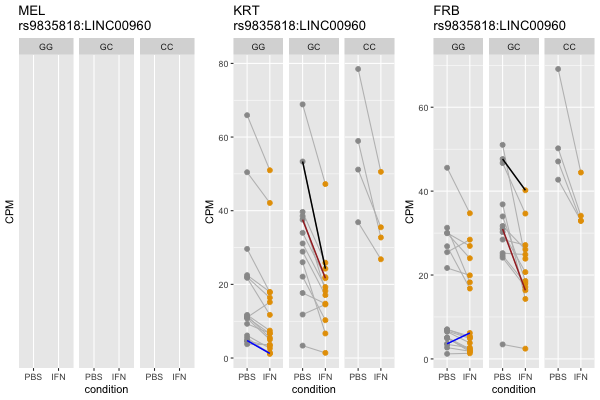 MEL
rs9835818:LINC00960
GG GC CC
CPM
PBS IFN PBS IFN PBS IFN
condition
KRT
rs9835818:LINC00960
GG GC CC
80
60
40
20
0
CPM
PBS IFN PBS IFN PBS IFN
condition
FRB
rs9835818:LINC00960
GG GC CC
60
40
20
0
CPM
PBS IFN PBS IFN PBS IFN
condition